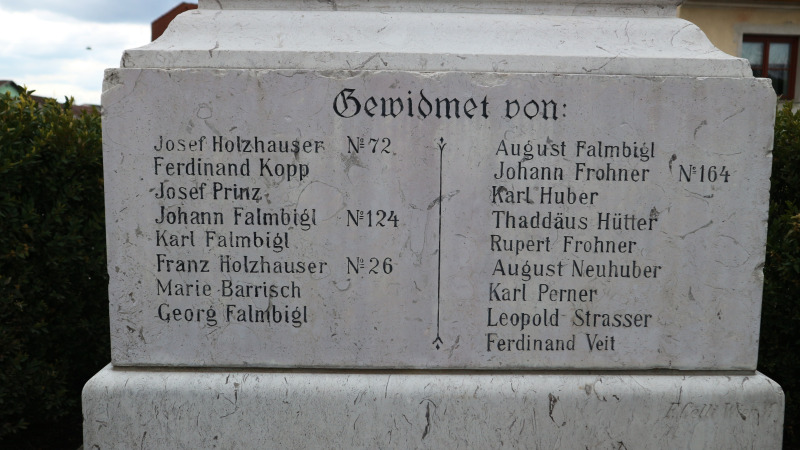 Gewidmet von:
Josef Holzhauser Nº 72
Ferdinand Kopp
Josef Prinz
Johann Falmbigl Nº 124
Karl Falmbigl
Franz Holzhauser Nº 26
Marie Barrisch
Georg Falmbigl
August Falmbigl
Johann Frohner Nº 164
Karl Huber
Thaddäus Hütter
Rupert Frohner
August Neuhuber
Karl Perner
Leopold Strasser
Ferdinand Veit